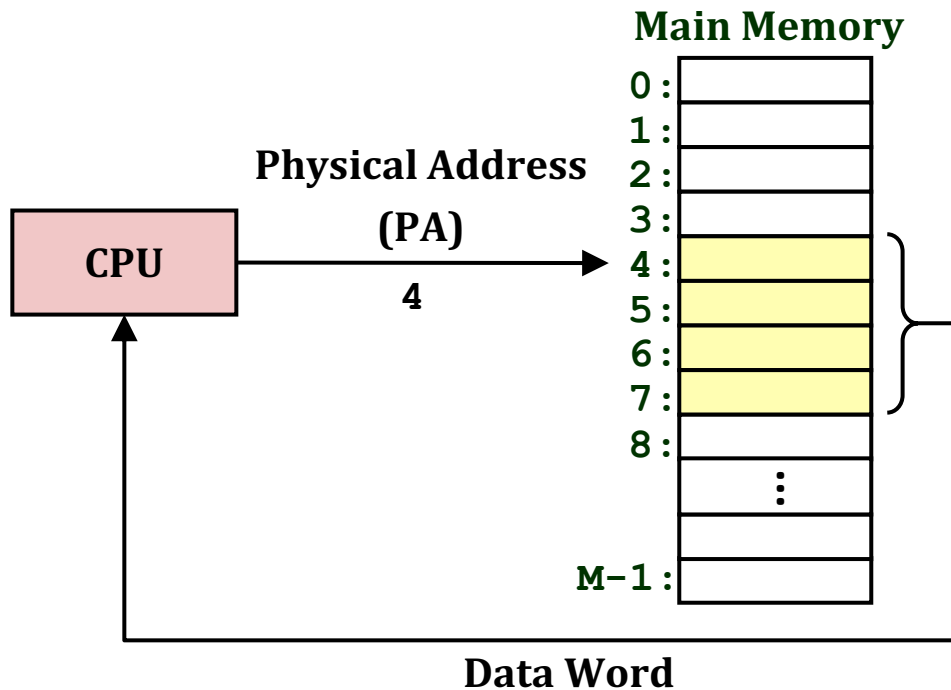 Main Memory
0:
1:
Physical Address
2:
(PA)
3:
CPU
4:
4
5:
6:
7:
8:
⋮
M-1:
Data Word